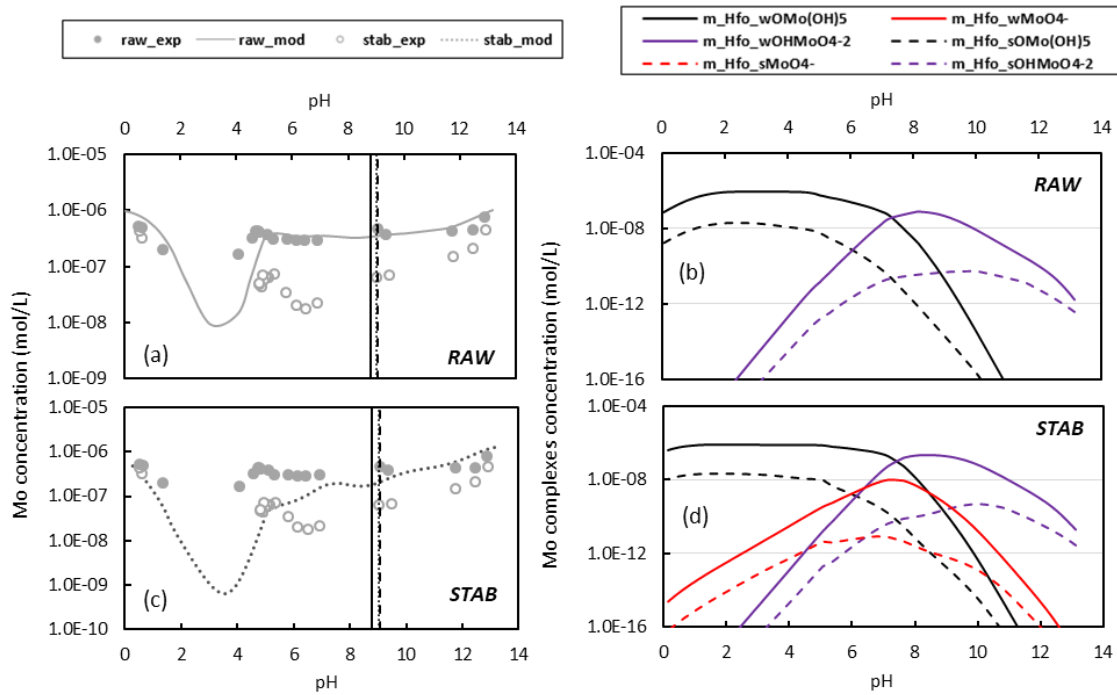 raw_exp raw_mod stab_exp stab_mod
m_Hfo_wOMo(OH)5 m_Hfo_wMoO4-
m_Hfo_wOHMoO4-2 m_Hfo_sOMo(OH)5
m_Hfo_sMoO4- m_Hfo_sOHMoO4-2
pH
0 2 4 6 8 10 12 14
1.0E-05
1.0E-06
1.0E-07
1.0E-08
1.0E-09
(a)
RAW
pH
0 2 4 6 8 10 12 14
1.0E-04
1.0E-08
1.0E-12
1.0E-16
RAW
(b)
Mo concentration (mol/L)
1.0E-05
1.0E-06
1.0E-07
1.0E-08
1.0E-09
1.0E-10
(c)
STAB
0 2 4 6 8 10 12 14
pH
Mo complexes concentration (mol/L)
1.0E-04
1.0E-08
1.0E-12
1.0E-16
STAB
(d)
0 2 4 6 8 10 12 14
pH